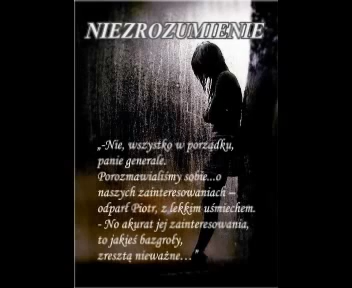 NIEZROZUMIENIE
„-Nie, wszystko w porządku,
panie generale.
Porozmawialiśmy sobie...o
naszych zainteresowaniach –
odparł Piotr, z lekkim uśmiechem.
- No akurat jej zainteresowania,
to jakieś bazgroły,
zresztą nieważne…